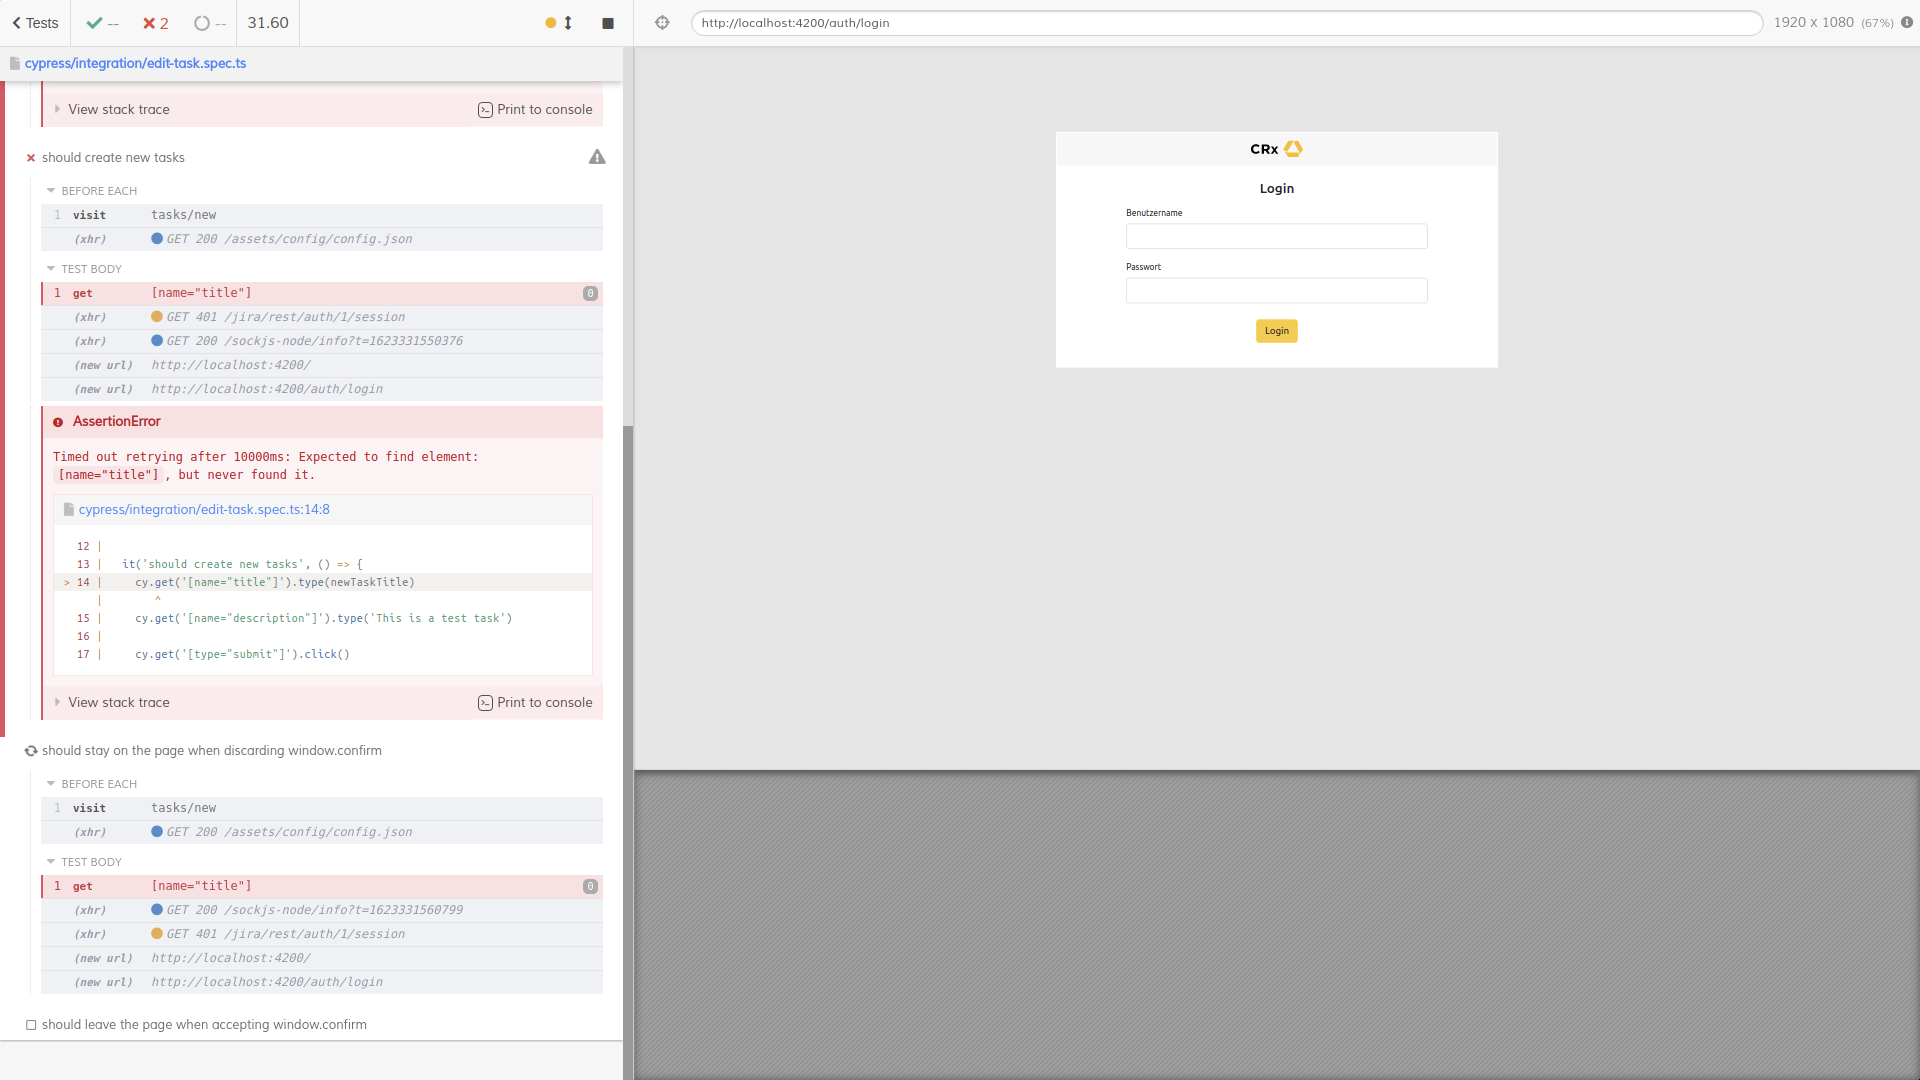 Tests
--
2
--
31.60
http://localhost:4200/auth/login
1920 x 1080 (67%)
cypress/integration/edit-task.spec.ts
View stack trace
Print to console
should create new tasks
BEFORE EACH
1 visit tasks/new
(xhr) GET 200 /assets/config/config.json
TEST BODY
1 get [name="title"] 0
(xhr) GET 401 /jira/rest/auth/1/session
(xhr) GET 200 /sockjs-node/info?t=1623331550376
(new url) http://localhost:4200/
(new url) http://localhost:4200/auth/login
AssertionError
Timed out retrying after 10000ms: Expected to find element:
[name="title"], but never found it.
cypress/integration/edit-task.spec.ts:14:8
12 |
13 | it('should create new tasks', () => {
> 14 | cy.get('[name="title"]').type(newTaskTitle)
| ^
15 | cy.get('[name="description"]').type('This is a test task')
16 |
17 | cy.get('[type="submit"]').click()
View stack trace
Print to console
should stay on the page when discarding window.confirm
BEFORE EACH
1 visit tasks/new
(xhr) GET 200 /assets/config/config.json
TEST BODY
1 get [name="title"] 0
(xhr) GET 200 /sockjs-node/info?t=1623331560799
(xhr) GET 401 /jira/rest/auth/1/session
(new url) http://localhost:4200/
(new url) http://localhost:4200/auth/login
should leave the page when accepting window.confirm
CRx
Login
Benutzername
Passwort
Login